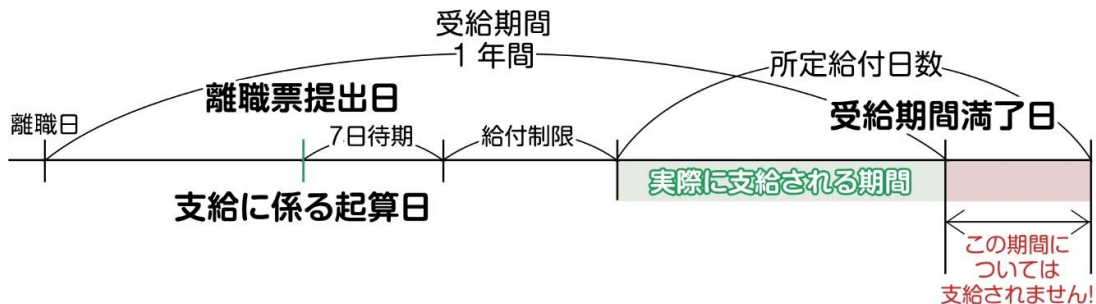 受給期間
1年間
所定給付日数
離職票提出日
受給期間満了日
離職日
7日待期
給付制限
実際に支給される期間
支給に係る起算日
この期間に
ついては
支給されません!